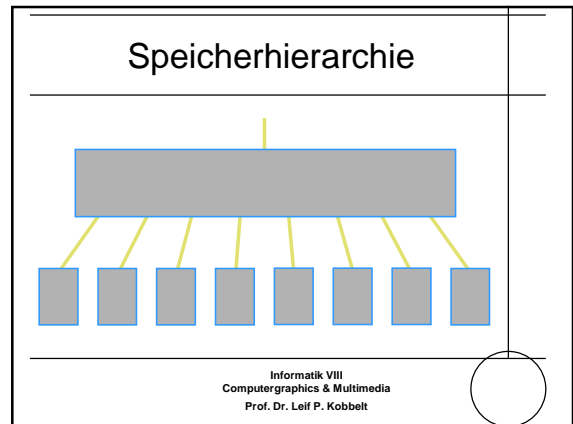 Speicherhierarchie
Informatik VIII
Computergraphics & Multimedia
Prof. Dr. Leif P. Kobbelt